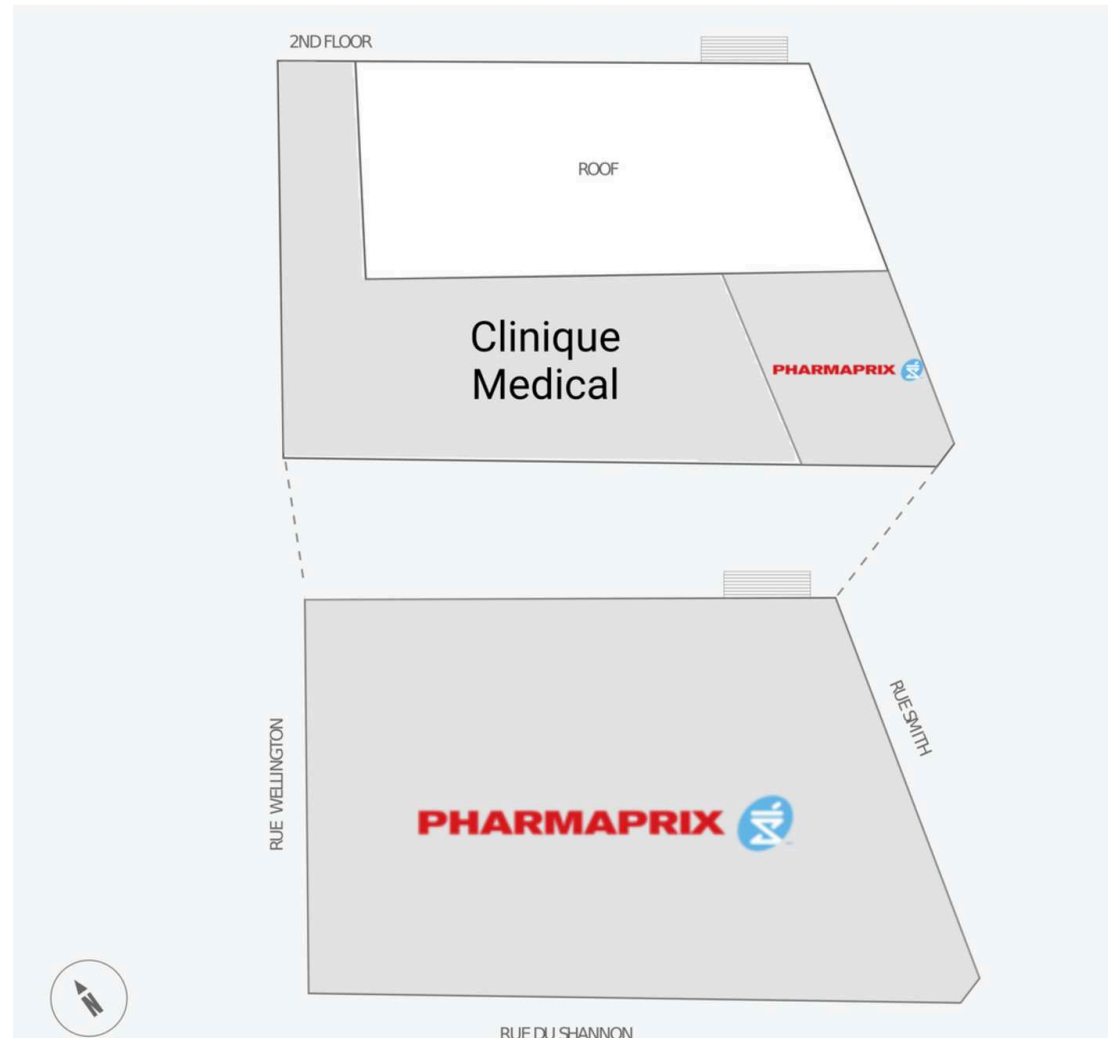 2ND FLOOR
ROOF
Clinique
Medical
PHARMAPRIX
PHARMAPRIX
RUE SMITH
RUE WELLINGTON
N
RUE DU SHANNON